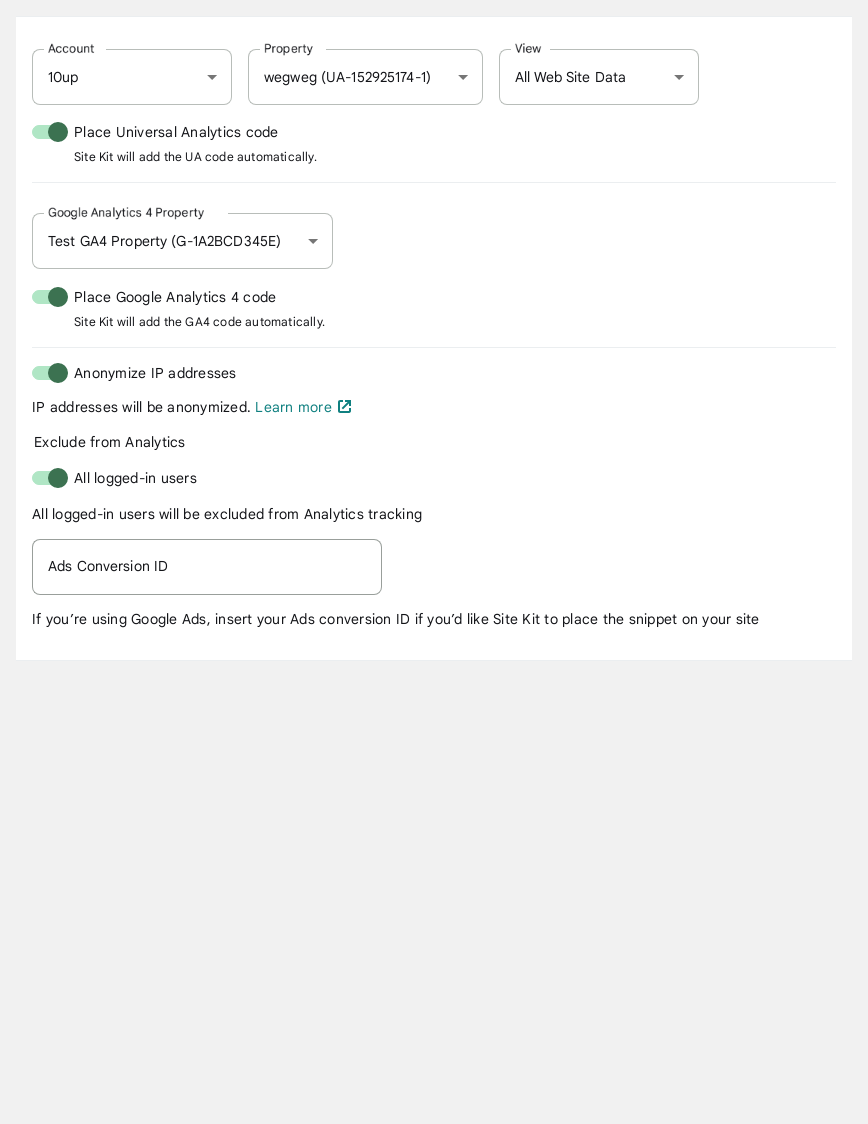 Account Property View
10up wegweg (UA-152925174-1) All Web Site Data
Place Universal Analytics code
Site Kit will add the UA code automatically.
Google Analytics 4 Property
Test GA4 Property (G-1A2BCD345E)
Place Google Analytics 4 code
Site Kit will add the GA4 code automatically.
Anonymize IP addresses
IP addresses will be anonymized. Learn more
Exclude from Analytics
All logged-in users
All logged-in users will be excluded from Analytics tracking
Ads Conversion ID
If you’re using Google Ads, insert your Ads conversion ID if you’d like Site Kit to place the snippet on your site